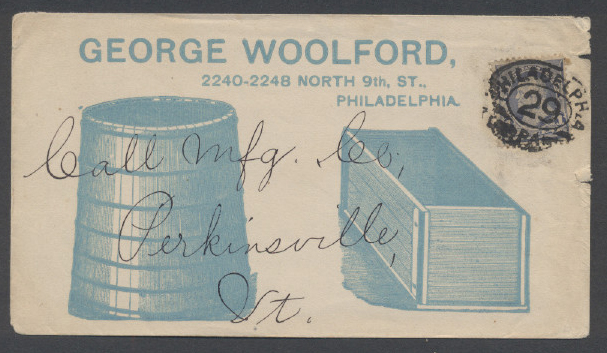 GEORGE WOOLFORD,
2240-2248 NORTH 9th, ST.,
PHILADELPHIA.
PHILADELPHIA
29
Call Mfg. Co,
Perkinsville,
Vt.